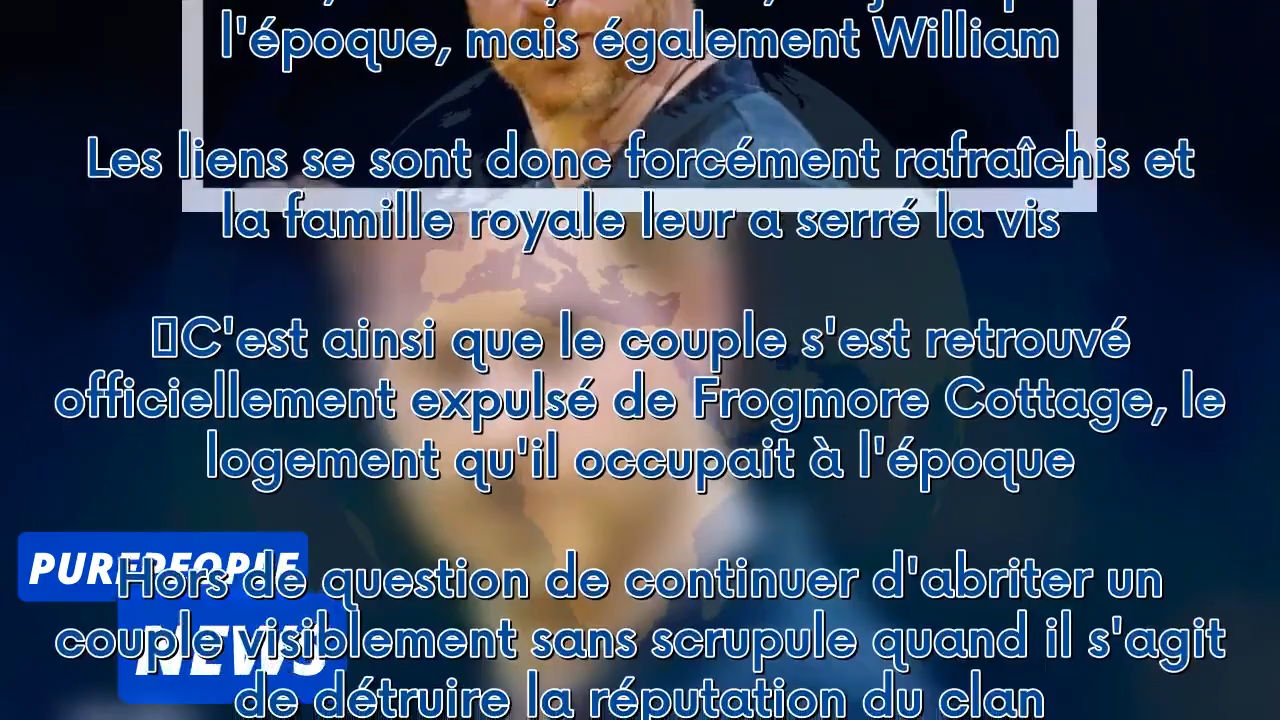 l'époque, mais également William
Les liens se sont donc forcément rafraîchis et
la famille royale leur a serré la vis
C'est ainsi que le couple s'est retrouvé
officiellement expulsé de Frogmore Cottage, le
logement qu'il occupait à l'époque
PUREPEOPLE
Hors de question de continuer d'abriter un
couple visiblement sans scrupule quand il s'agit
NEWS
de détruire la réputation du clan